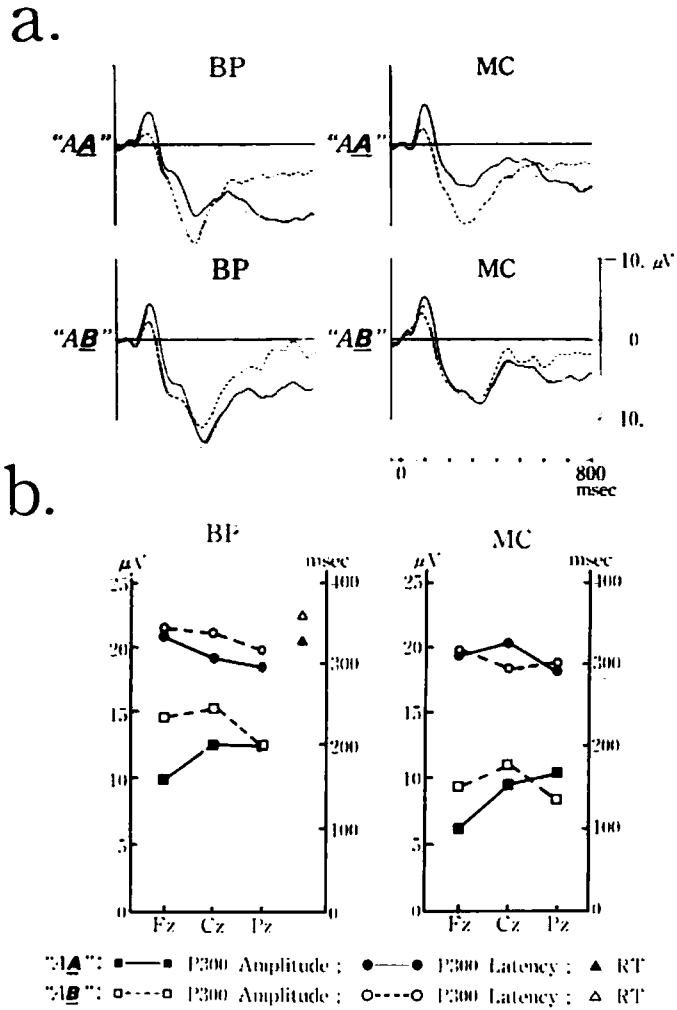 a.
BP MC
"AA" "AA"
BP MC
-10. μV
"AB" "AB" 0
10.
0 800
msec
b.
BP MC
μV msec μV msec
25 400 25 400
20 300 20 300
15 200 15 200
10 100 10 100
5 5
0 0 0 0
Fz Cz Pz Fz Cz Pz
"AA": P300 Amplitude; P300 Latency; RT
"AB": P300 Amplitude; P300 Latency; RT